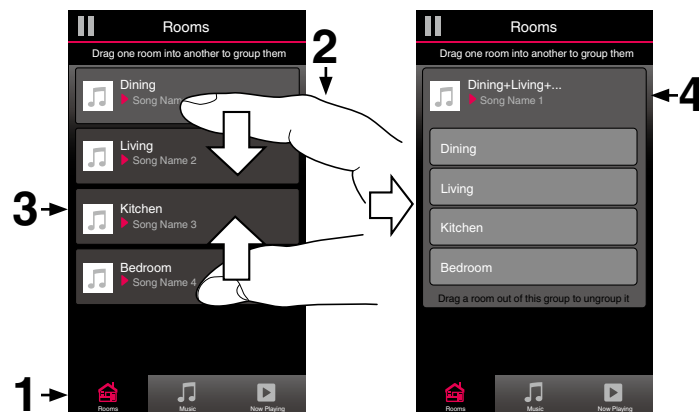 Rooms
Drag one room into another to group them
2
Dining
Song Nam
Living
Song Name 2
3
Kitchen
Song Name 3
Bedroom
Song Name 4
1
Rooms
Music
Now Playing
Rooms
Drag one room into another to group them
Dining+Living+...
Song Name 1
4
Dining
Living
Kitchen
Bedroom
Drag a room out of this group to ungroup it
Rooms
Music
Now Playing